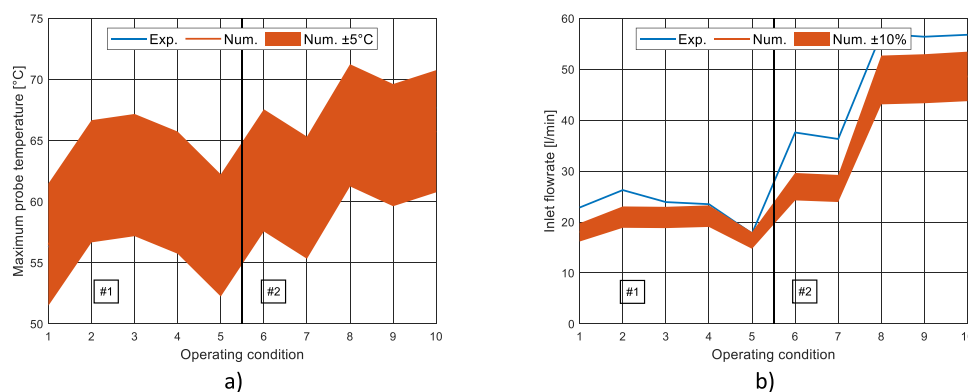 75
70
65
60
55
50
Maximum probe temperature [°C]
Exp. Num. Num. ±5°C
#1 #2
1 2 3 4 5 6 7 8 9 10
Operating condition
a)
60
50
40
30
20
10
0
Inlet flowrate [l/min]
Exp. Num. Num. ±10%
#1 #2
1 2 3 4 5 6 7 8 9 10
Operating condition
b)